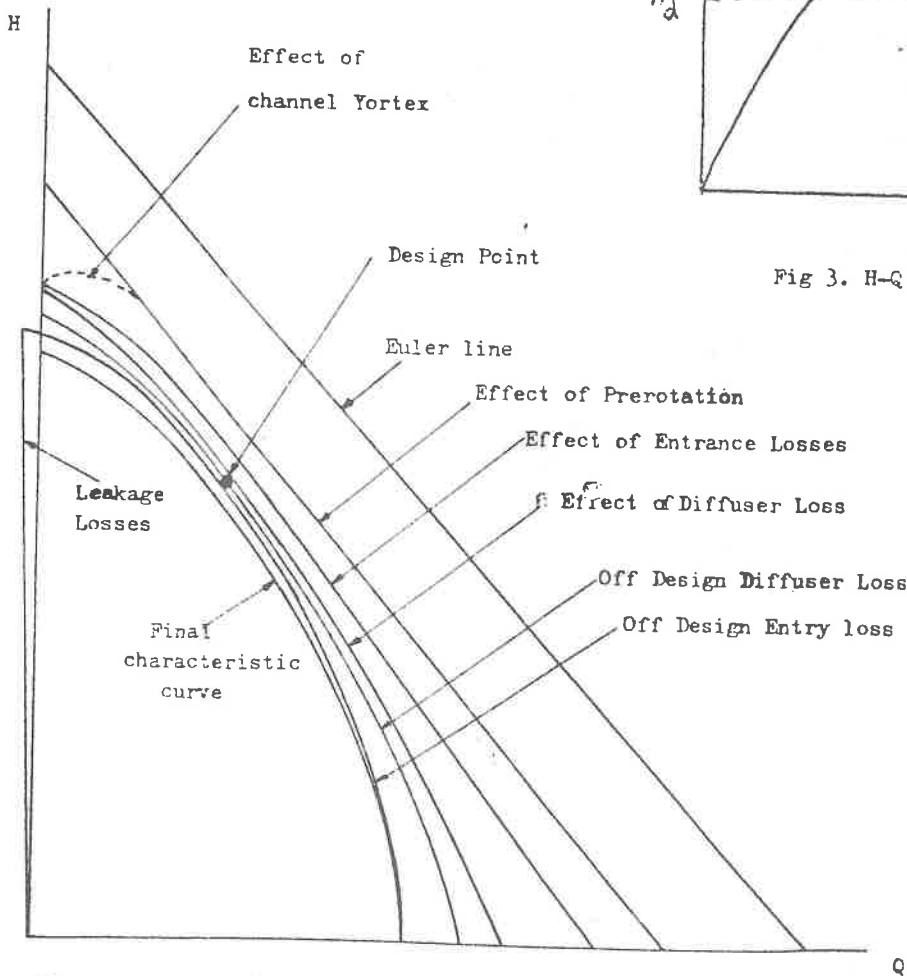 H
Effect of
channel Yortex
Design Point
Fig 3. H-Q
Euler line
Effect of Prerotation
Effect of Entrance Losses
Leakage
Losses
Effect of Diffuser Loss
Off Design Diffuser Loss
Off Design Entry loss
Final
characteristic
curve
Q